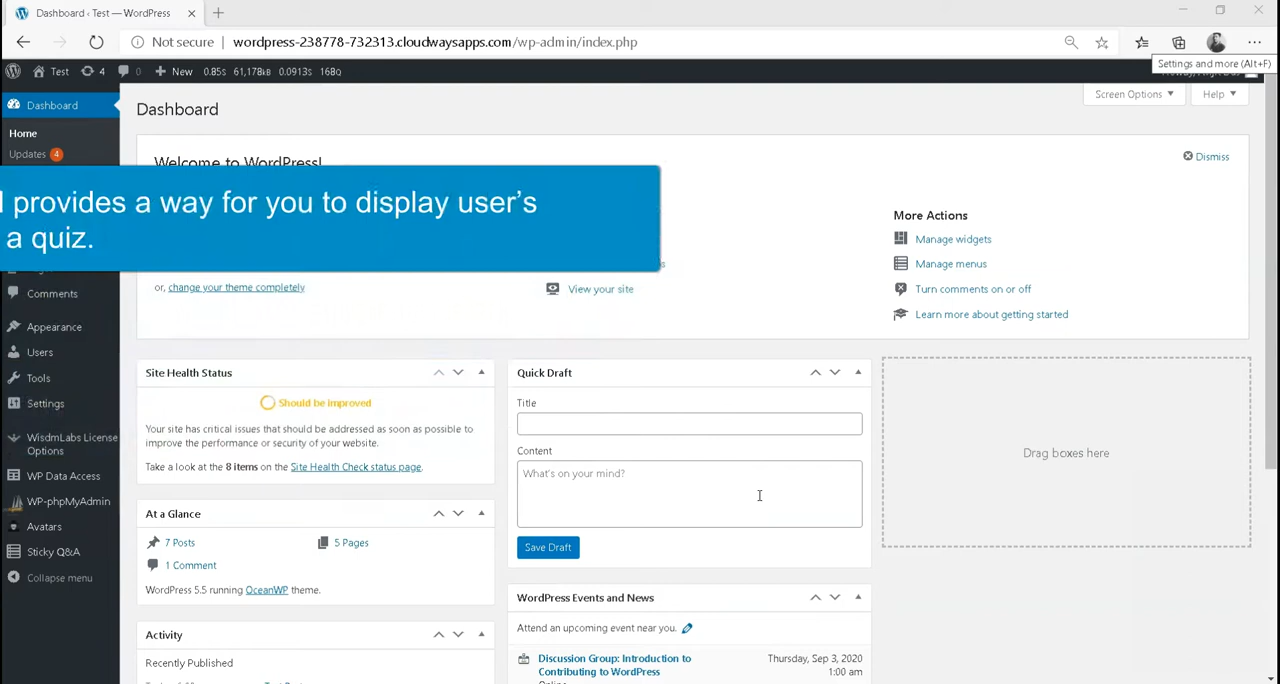 Dashboard ‹ Test — WordPress
Not secure wordpress-238778-732313.cloudwaysapps.com/wp-admin/index.php
Settings and more (Alt+F)
Test 4 0 New 0.85S 61,178kB 0.0913S 168Q
Dashboard
Dashboard
Screen Options
Help
Home
Updates 4
Welcome to WordPress!
Dismiss
provides a way for you to display user's
a quiz.
More Actions
Manage widgets
Manage menus
Turn comments on or off
Learn more about getting started
or, change your theme completely
View your site
Comments
Appearance
Users
Tools
Settings
WisdmLabs License
Options
WP Data Access
WP-phpMyAdmin
Avatars
Sticky Q&A
Collapse menu
Site Health Status
Should be improved
Your site has critical issues that should be addressed as soon as possible to
improve the performance or security of your website.
Take a look at the 8 items on the Site Health Check status page.
At a Glance
7 Posts
5 Pages
1 Comment
WordPress 5.5 running OceanWP theme.
Activity
Recently Published
Quick Draft
Title
Content
What's on your mind?
Save Draft
WordPress Events and News
Attend an upcoming event near you.
Discussion Group: Introduction to
Contributing to WordPress
Thursday, Sep 3, 2020
1:00 am
Drag boxes here